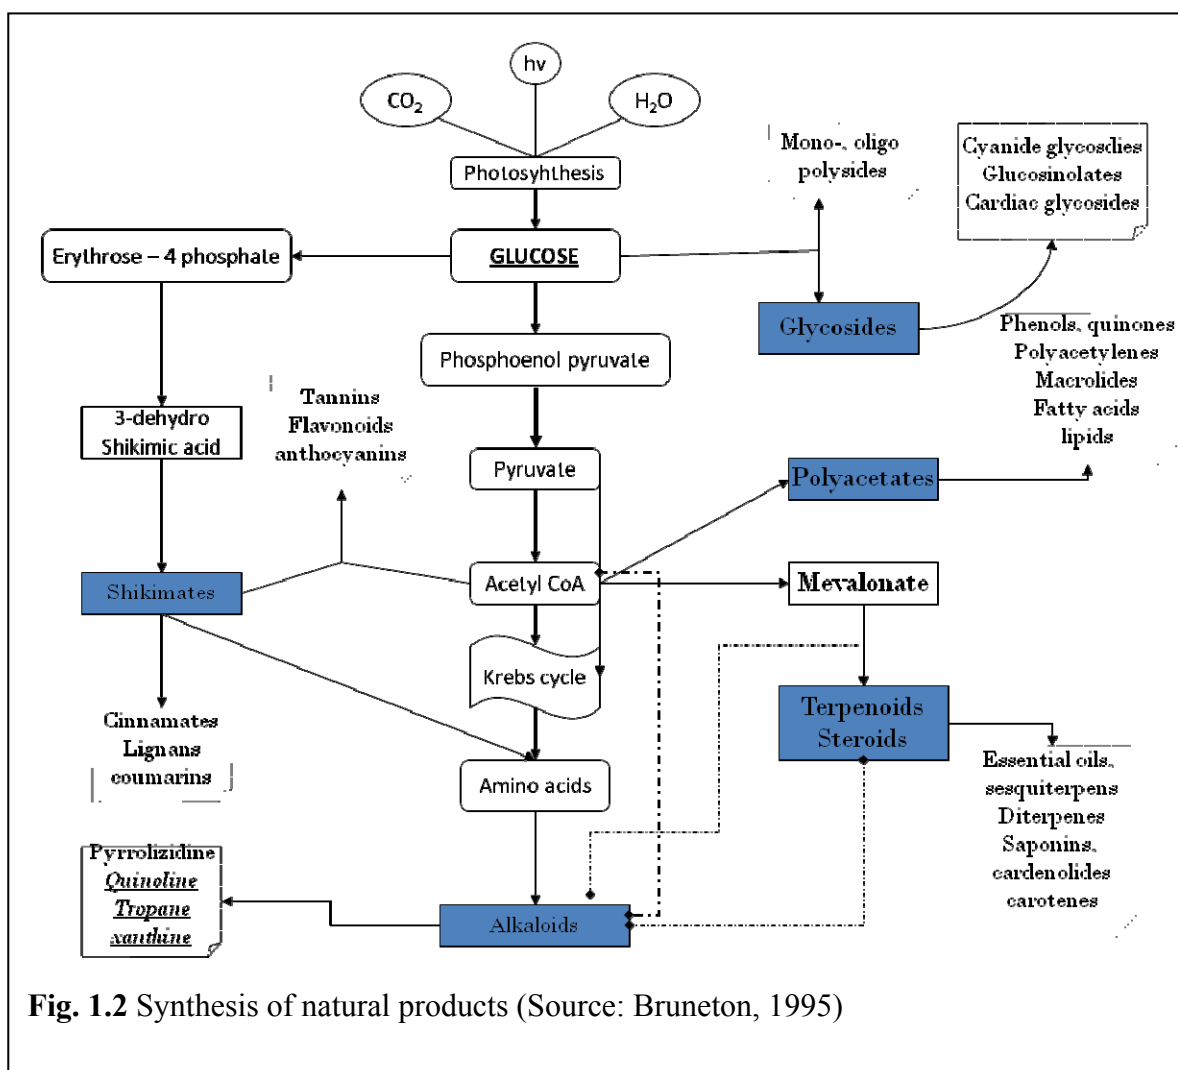 hv
CO2
H2O
Photosyhthesis
Mono-, oligo
polysides
Cyanide glycosdies
Glucosinolates
Cardiac glycosides
Erythrose – 4 phosphate
GLUCOSE
Glycosides
Phosphoenol pyruvate
Phenols, quinones
Polyacetylenes
Macrolides
Fatty acids
lipids
Tannins
Flavonoids
anthocyanins
3-dehydro
Shikimic acid
Pyruvate
Polyacetates
Shikimates
Acetyl CoA
Mevalonate
Krebs cycle
Terpenoids
Steroids
Cinnamates
Lignans
coumarins
Amino acids
Essential oils,
sesquiterpens
Diterpenes
Saponins,
cardenolides
carotenes
Pyrrolizidine
Quinoline
Tropane
xanthine
Alkaloids
Fig. 1.2 Synthesis of natural products (Source: Bruneton, 1995)